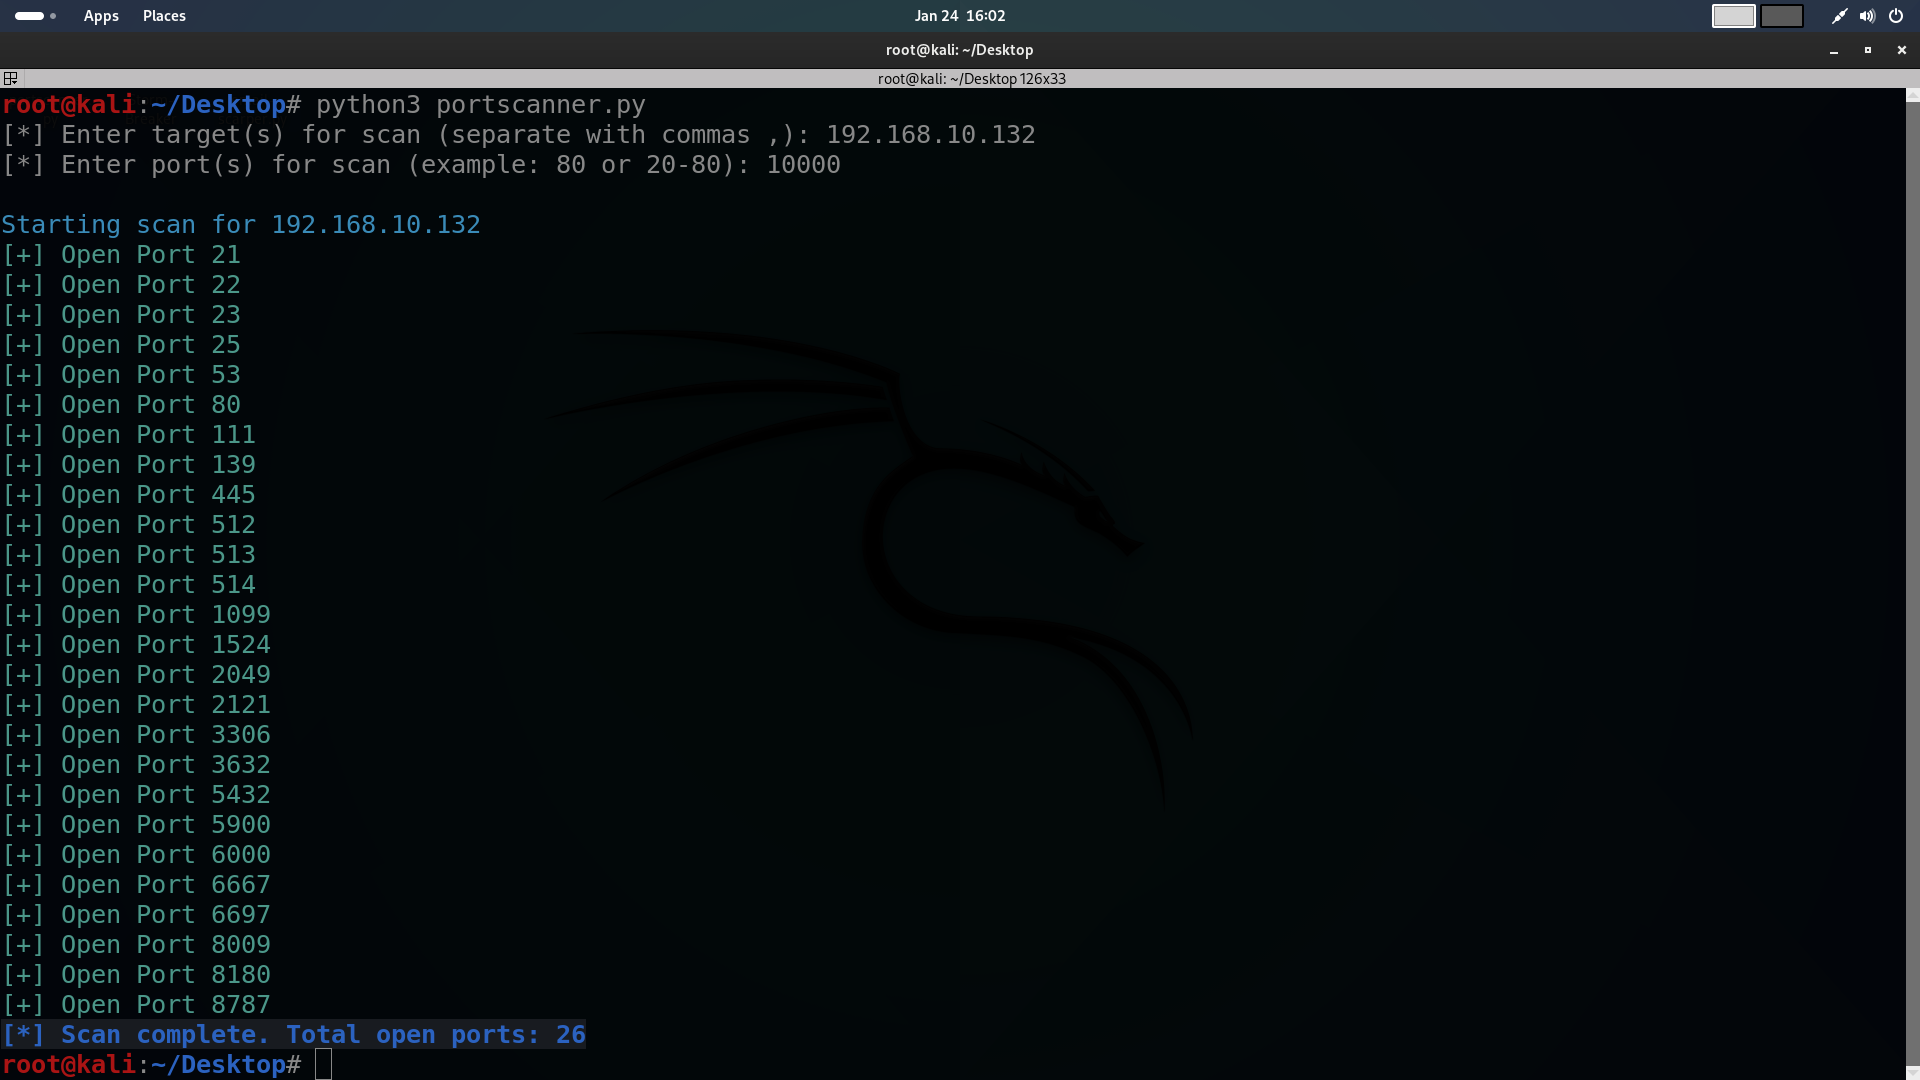 Apps Places Jan 24 16:02
root@kali: ~/Desktop
root@kali: ~/Desktop 126x33
root@kali:~/Desktop# python3 portscanner.py
[*] Enter target(s) for scan (separate with commas ,): 192.168.10.132
[*] Enter port(s) for scan (example: 80 or 20-80): 10000
Starting scan for 192.168.10.132
[+] Open Port 21
[+] Open Port 22
[+] Open Port 23
[+] Open Port 25
[+] Open Port 53
[+] Open Port 80
[+] Open Port 111
[+] Open Port 139
[+] Open Port 445
[+] Open Port 512
[+] Open Port 513
[+] Open Port 514
[+] Open Port 1099
[+] Open Port 1524
[+] Open Port 2049
[+] Open Port 2121
[+] Open Port 3306
[+] Open Port 3632
[+] Open Port 5432
[+] Open Port 5900
[+] Open Port 6000
[+] Open Port 6667
[+] Open Port 6697
[+] Open Port 8009
[+] Open Port 8180
[+] Open Port 8787
[*] Scan complete. Total open ports: 26
root@kali:~/Desktop#